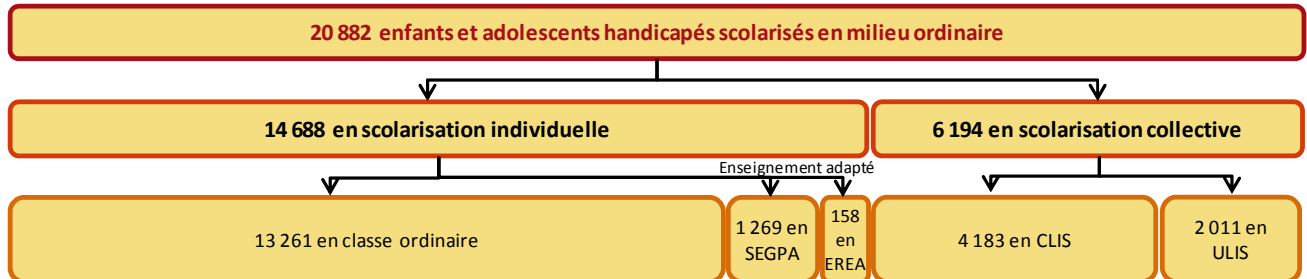 20 882 enfants et adolescents handicapés scolarisés en milieu ordinaire
14 688 en scolarisation individuelle
6 194 en scolarisation collective
Enseignement adapté
13 261 en classe ordinaire
1 269 en
SEGPA
158
en
EREA
4 183 en CLIS
2 011 en
ULIS